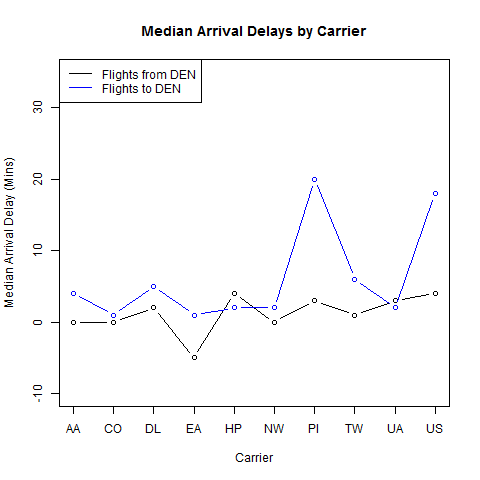 Median Arrival Delays by Carrier
Flights from DEN
Flights to DEN
Median Arrival Delay (Mins)
30
20
10
0
-10
AA CO DL EA HP NW PI TW UA US
Carrier